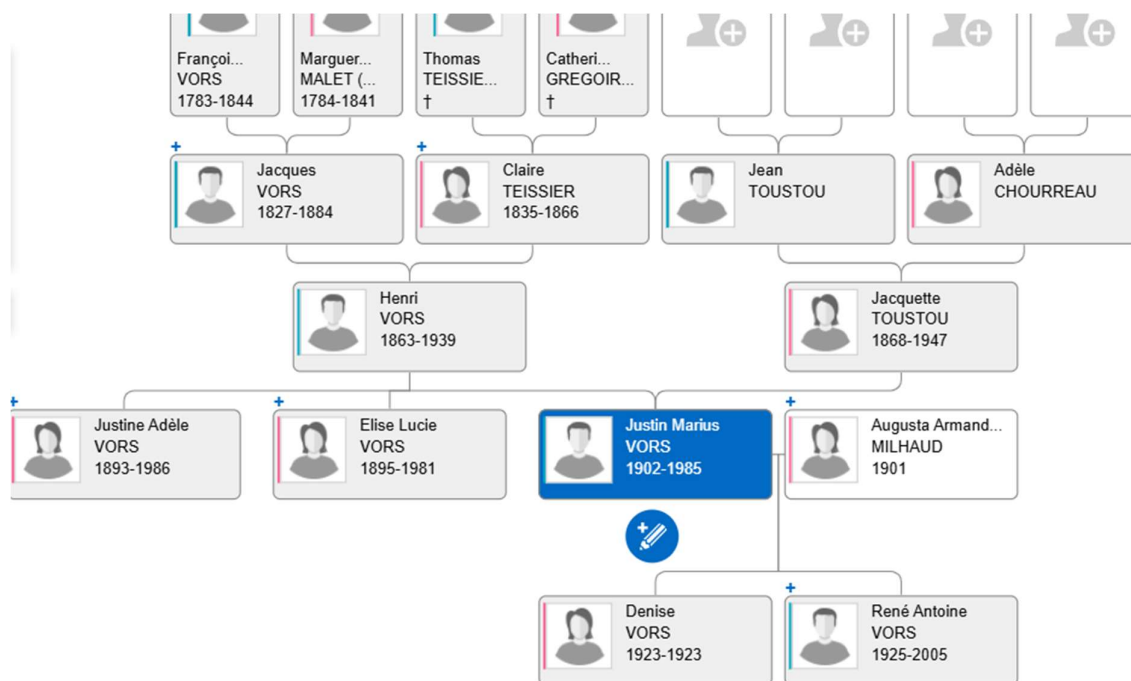 Françoi...
VORS
1783-1844
Marguer...
MALET (...
1784-1841
Thomas
TEISSIE...
†
Catheri...
GREGOIR...
†
Jacques
VORS
1827-1884
Claire
TEISSIER
1835-1866
Jean
TOUSTOU
Adèle
CHOURREAU
Henri
VORS
1863-1939
Jacquette
TOUSTOU
1868-1947
Justine Adèle
VORS
1893-1986
Elise Lucie
VORS
1895-1981
Justin Marius
VORS
1902-1985
Augusta Armand...
MILHAUD
1901
Denise
VORS
1923-1923
René Antoine
VORS
1925-2005